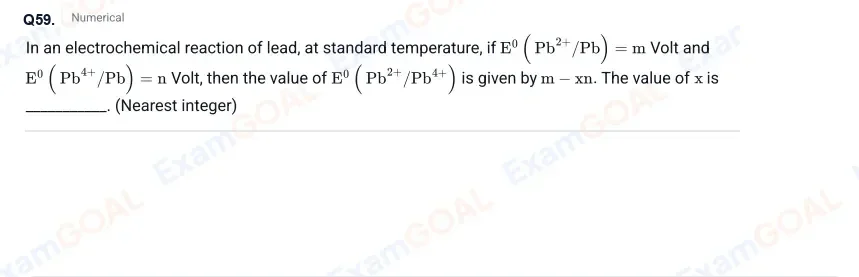 Q59. Numerical
In an electrochemical reaction of lead, at standard temperature, if E⁰ ( Pb²⁺/Pb ) = m Volt and
E⁰ ( Pb⁴⁺/Pb ) = n Volt, then the value of E⁰ ( Pb²⁺/Pb⁴⁺ ) is given by m − xn. The value of x is
__________. (Nearest integer)
ExamGOAL
ExamGOAL
ExamGOAL
ExamGOAL
ExamGOAL